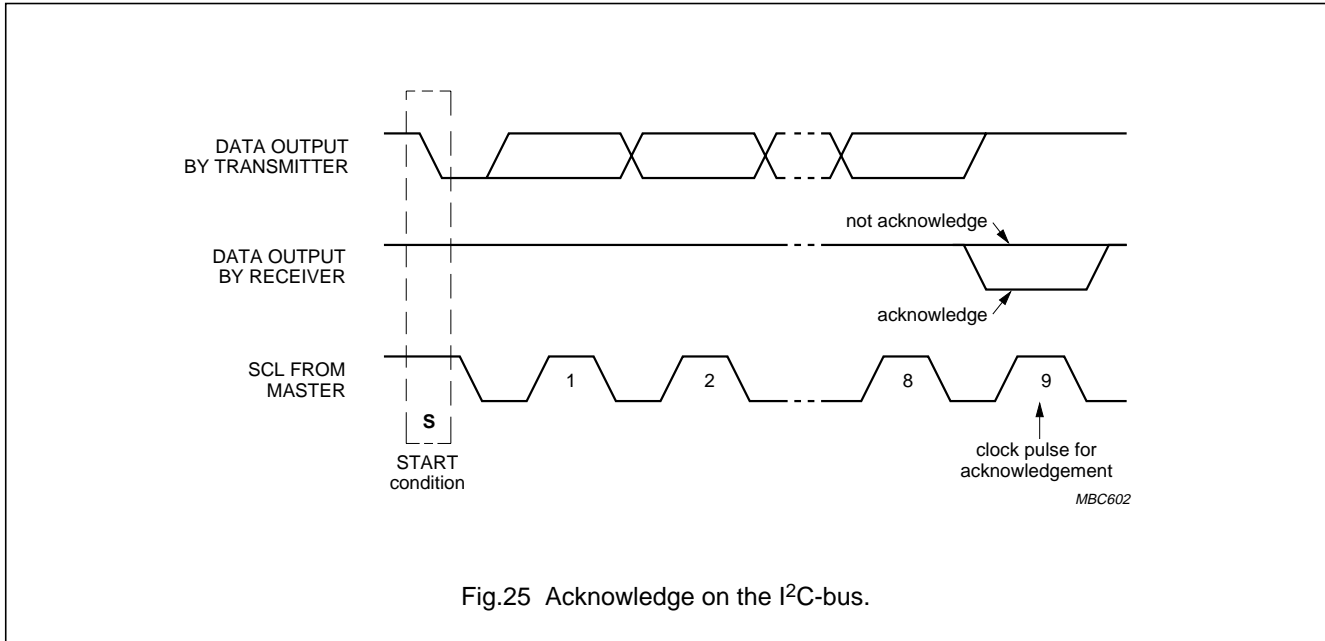 DATA OUTPUT
BY TRANSMITTER
not acknowledge
DATA OUTPUT
BY RECEIVER
acknowledge
SCL FROM
MASTER
1
2
8
9
S
START
condition
clock pulse for
acknowledgement
MBC602
Fig.25 Acknowledge on the I²C-bus.